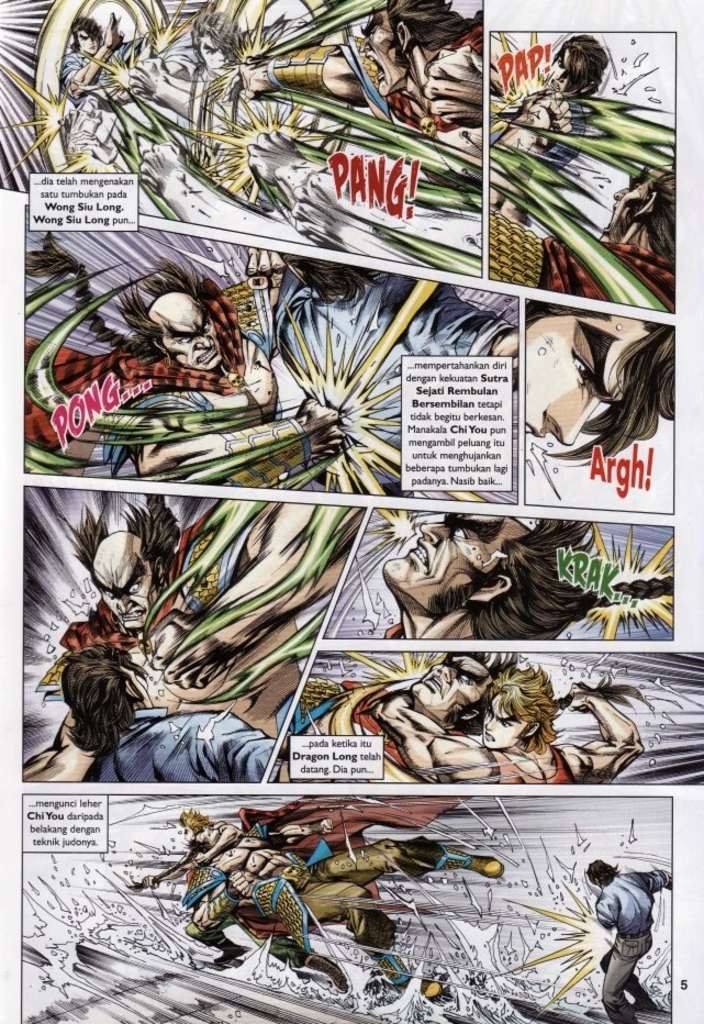 PAP!
PANG!
...dia telah mengenakan
satu tumbukan pada
Wong Siu Long.
Wong Siu Long pun...
...mempertahankan diri
dengan kekuatan Sutra
Sejati Rembulan
Bersembilan tetapi
tidak begitu berkesan.
Manakala Chi You pun
mengambil peluang itu
untuk menghujankan
beberapa tumbukan lagi
padanya. Nasib baik...
PONG...
Argh!
KRAK...
...pada ketika itu
Dragon Long telah
datang. Dia pun...
...mengunci leher
Chi You daripada
belakang dengan
teknik judonya.
5